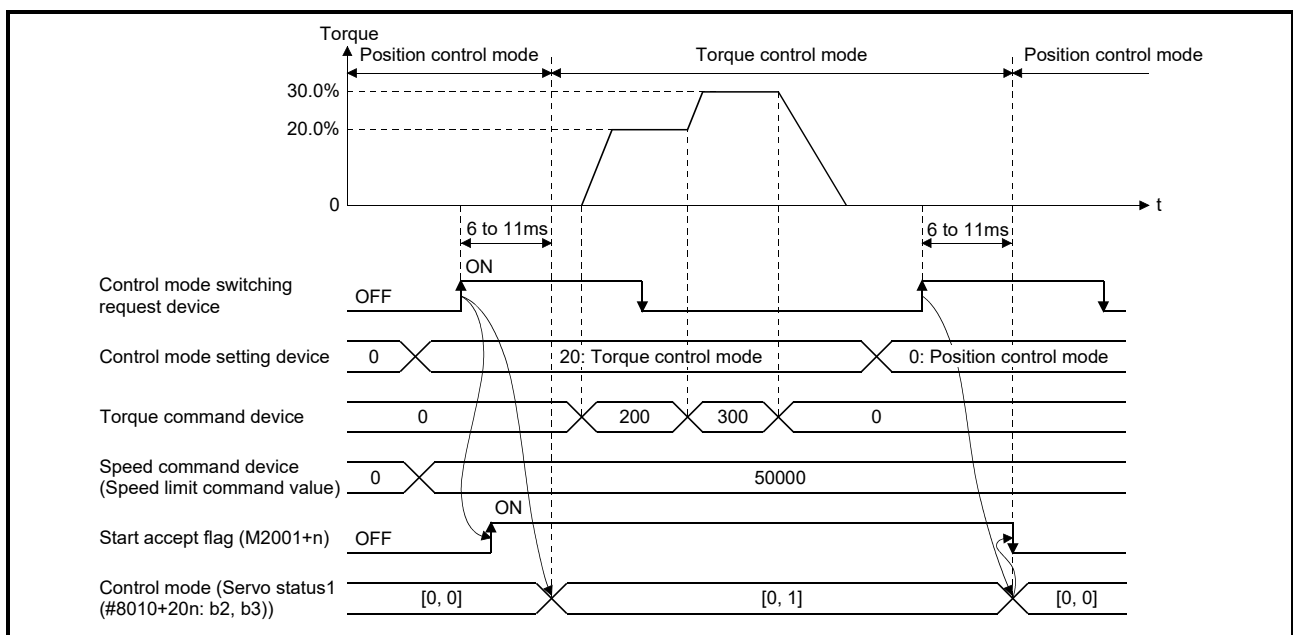 Torque
Position control mode
Torque control mode
Position control mode
30.0%
20.0%
0
t
6 to 11ms
6 to 11ms
Control mode switching
request device
OFF
ON
Control mode setting device
0
20: Torque control mode
0: Position control mode
Torque command device
0
200
300
0
Speed command device
(Speed limit command value)
0
50000
Start accept flag (M2001+n)
OFF
ON
Control mode (Servo status1
(#8010+20n: b2, b3))
[0, 0]
[0, 1]
[0, 0]